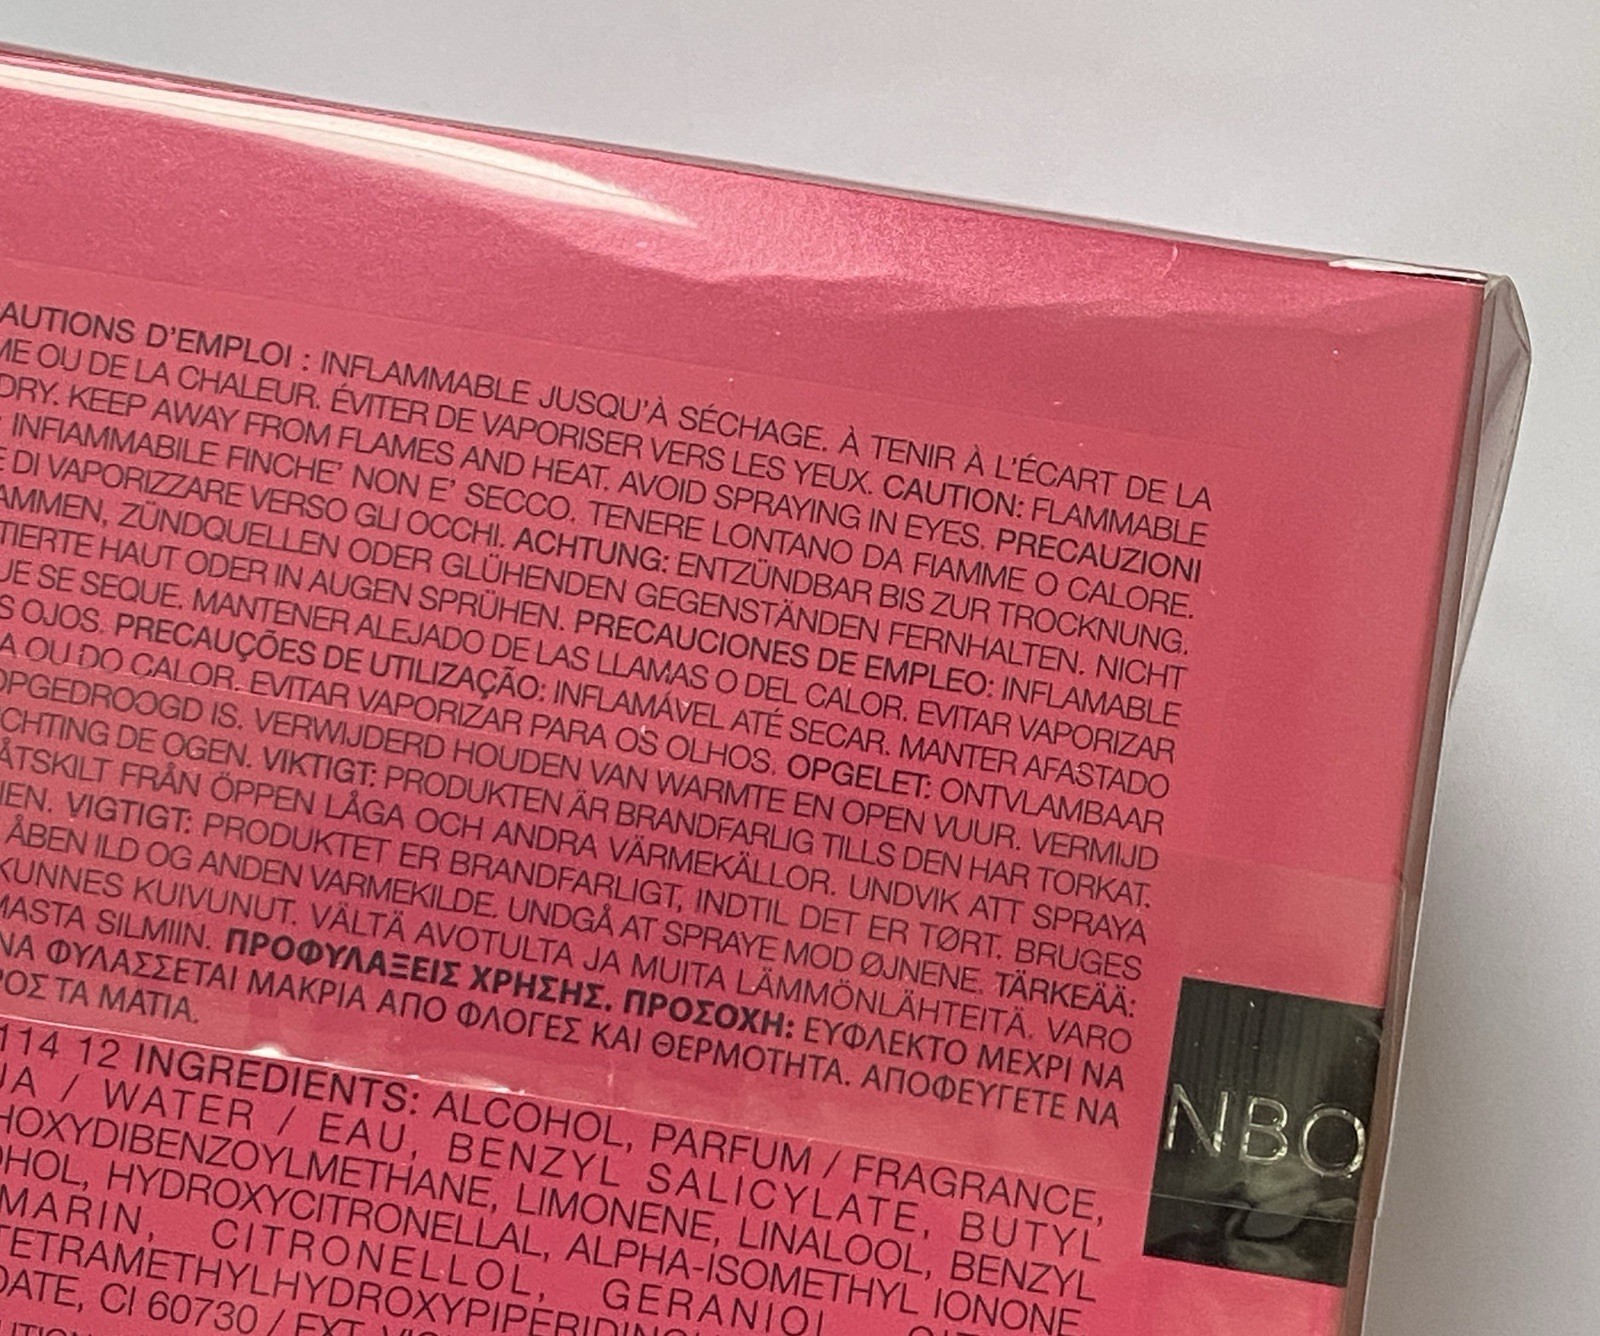 AUTIONS D'EMPLOI : INFLAMMABLE JUSQU'À SÉCHAGE. À TENIR À L'ÉCART DE LA
ME OU DE LA CHALEUR. ÉVITER DE VAPORISER VERS LES YEUX. CAUTION: FLAMMABLE
DRY. KEEP AWAY FROM FLAMES AND HEAT. AVOID SPRAYING IN EYES. PRECAUZIONI
: INFIAMMABILE FINCHE' NON E' SECCO. TENERE LONTANO DA FIAMME O CALORE.
E DI VAPORIZZARE VERSO GLI OCCHI. ACHTUNG: ENTZÜNDBAR BIS ZUR TROCKNUNG.
AMMEN, ZÜNDQUELLEN ODER GLÜHENDEN GEGENSTÄNDEN FERNHALTEN. NICHT
TIERTE HAUT ODER IN AUGEN SPRÜHEN. PRECAUCIONES DE EMPLEO: INFLAMABLE
UE SE SEQUE. MANTENER ALEJADO DE LAS LLAMAS O DEL CALOR. EVITAR VAPORIZAR
S OJOS. PRECAUÇÕES DE UTILIZAÇÃO: INFLAMÁVEL ATÉ SECAR. MANTER AFASTADO
A OU DO CALOR. EVITAR VAPORIZAR PARA OS OLHOS. OPGELET: ONTVLAMBAAR
OPGEDROOGD IS. VERWIJDERD HOUDEN VAN WARMTE EN OPEN VUUR. VERMIJD
CHTING DE OGEN. VIKTIGT: PRODUKTEN ÄR BRANDFARLIG TILLS DEN HAR TORKAT.
ÅTSKILT FRÅN ÖPPEN LÅGA OCH ANDRA VÄRMEKÄLLOR. UNDVIK ATT SPRAYA
EN. VIGTIGT: PRODUKTET ER BRANDFARLIGT, INDTIL DET ER TØRT. BRUGES
ÅBEN ILD OG ANDEN VARMEKILDE. UNDGÅ AT SPRAYE MOD ØJNENE. TÄRKEÄÄ:
KUNNES KUIVUNUT. VÄLTÄ AVOTULTA JA MUITA LÄMMÖNLÄHTEITÄ. VARO
MASTA SILMIIN. ΠΡΟΦΥΛΑΞΕΙΣ ΧΡΗΣΗΣ. ΠΡΟΣΟΧΗ: ΕΥΦΛΕΚΤΟ ΜΕΧΡΙ ΝΑ
ΝΑ ΦΥΛΑΣΣΕΤΑΙ ΜΑΚΡΙΑ ΑΠΟ ΦΛΟΓΕΣ ΚΑΙ ΘΕΡΜΟΤΗΤΑ. ΑΠΟΦΕΥΓΕΤΕ ΝΑ
ΡΟΣ ΤΑ ΜΑΤΙΑ.
114 12 INGREDIENTS: ALCOHOL, PARFUM / FRAGRANCE,
UA / WATER / EAU, BENZYL SALICYLATE, BUTYL
HOXYDIBENZOYLMETHANE, LIMONENE, LINALOOL, BENZYL
OHOL, HYDROXYCITRONELLAL, ALPHA-ISOMETHYL IONONE,
MARIN, CITRONELLOL, GERANIOL
TETRAMETHYLHYDROXYPIPERIDINOL
DATE, CI 60730 / EXT. VIO
NBO